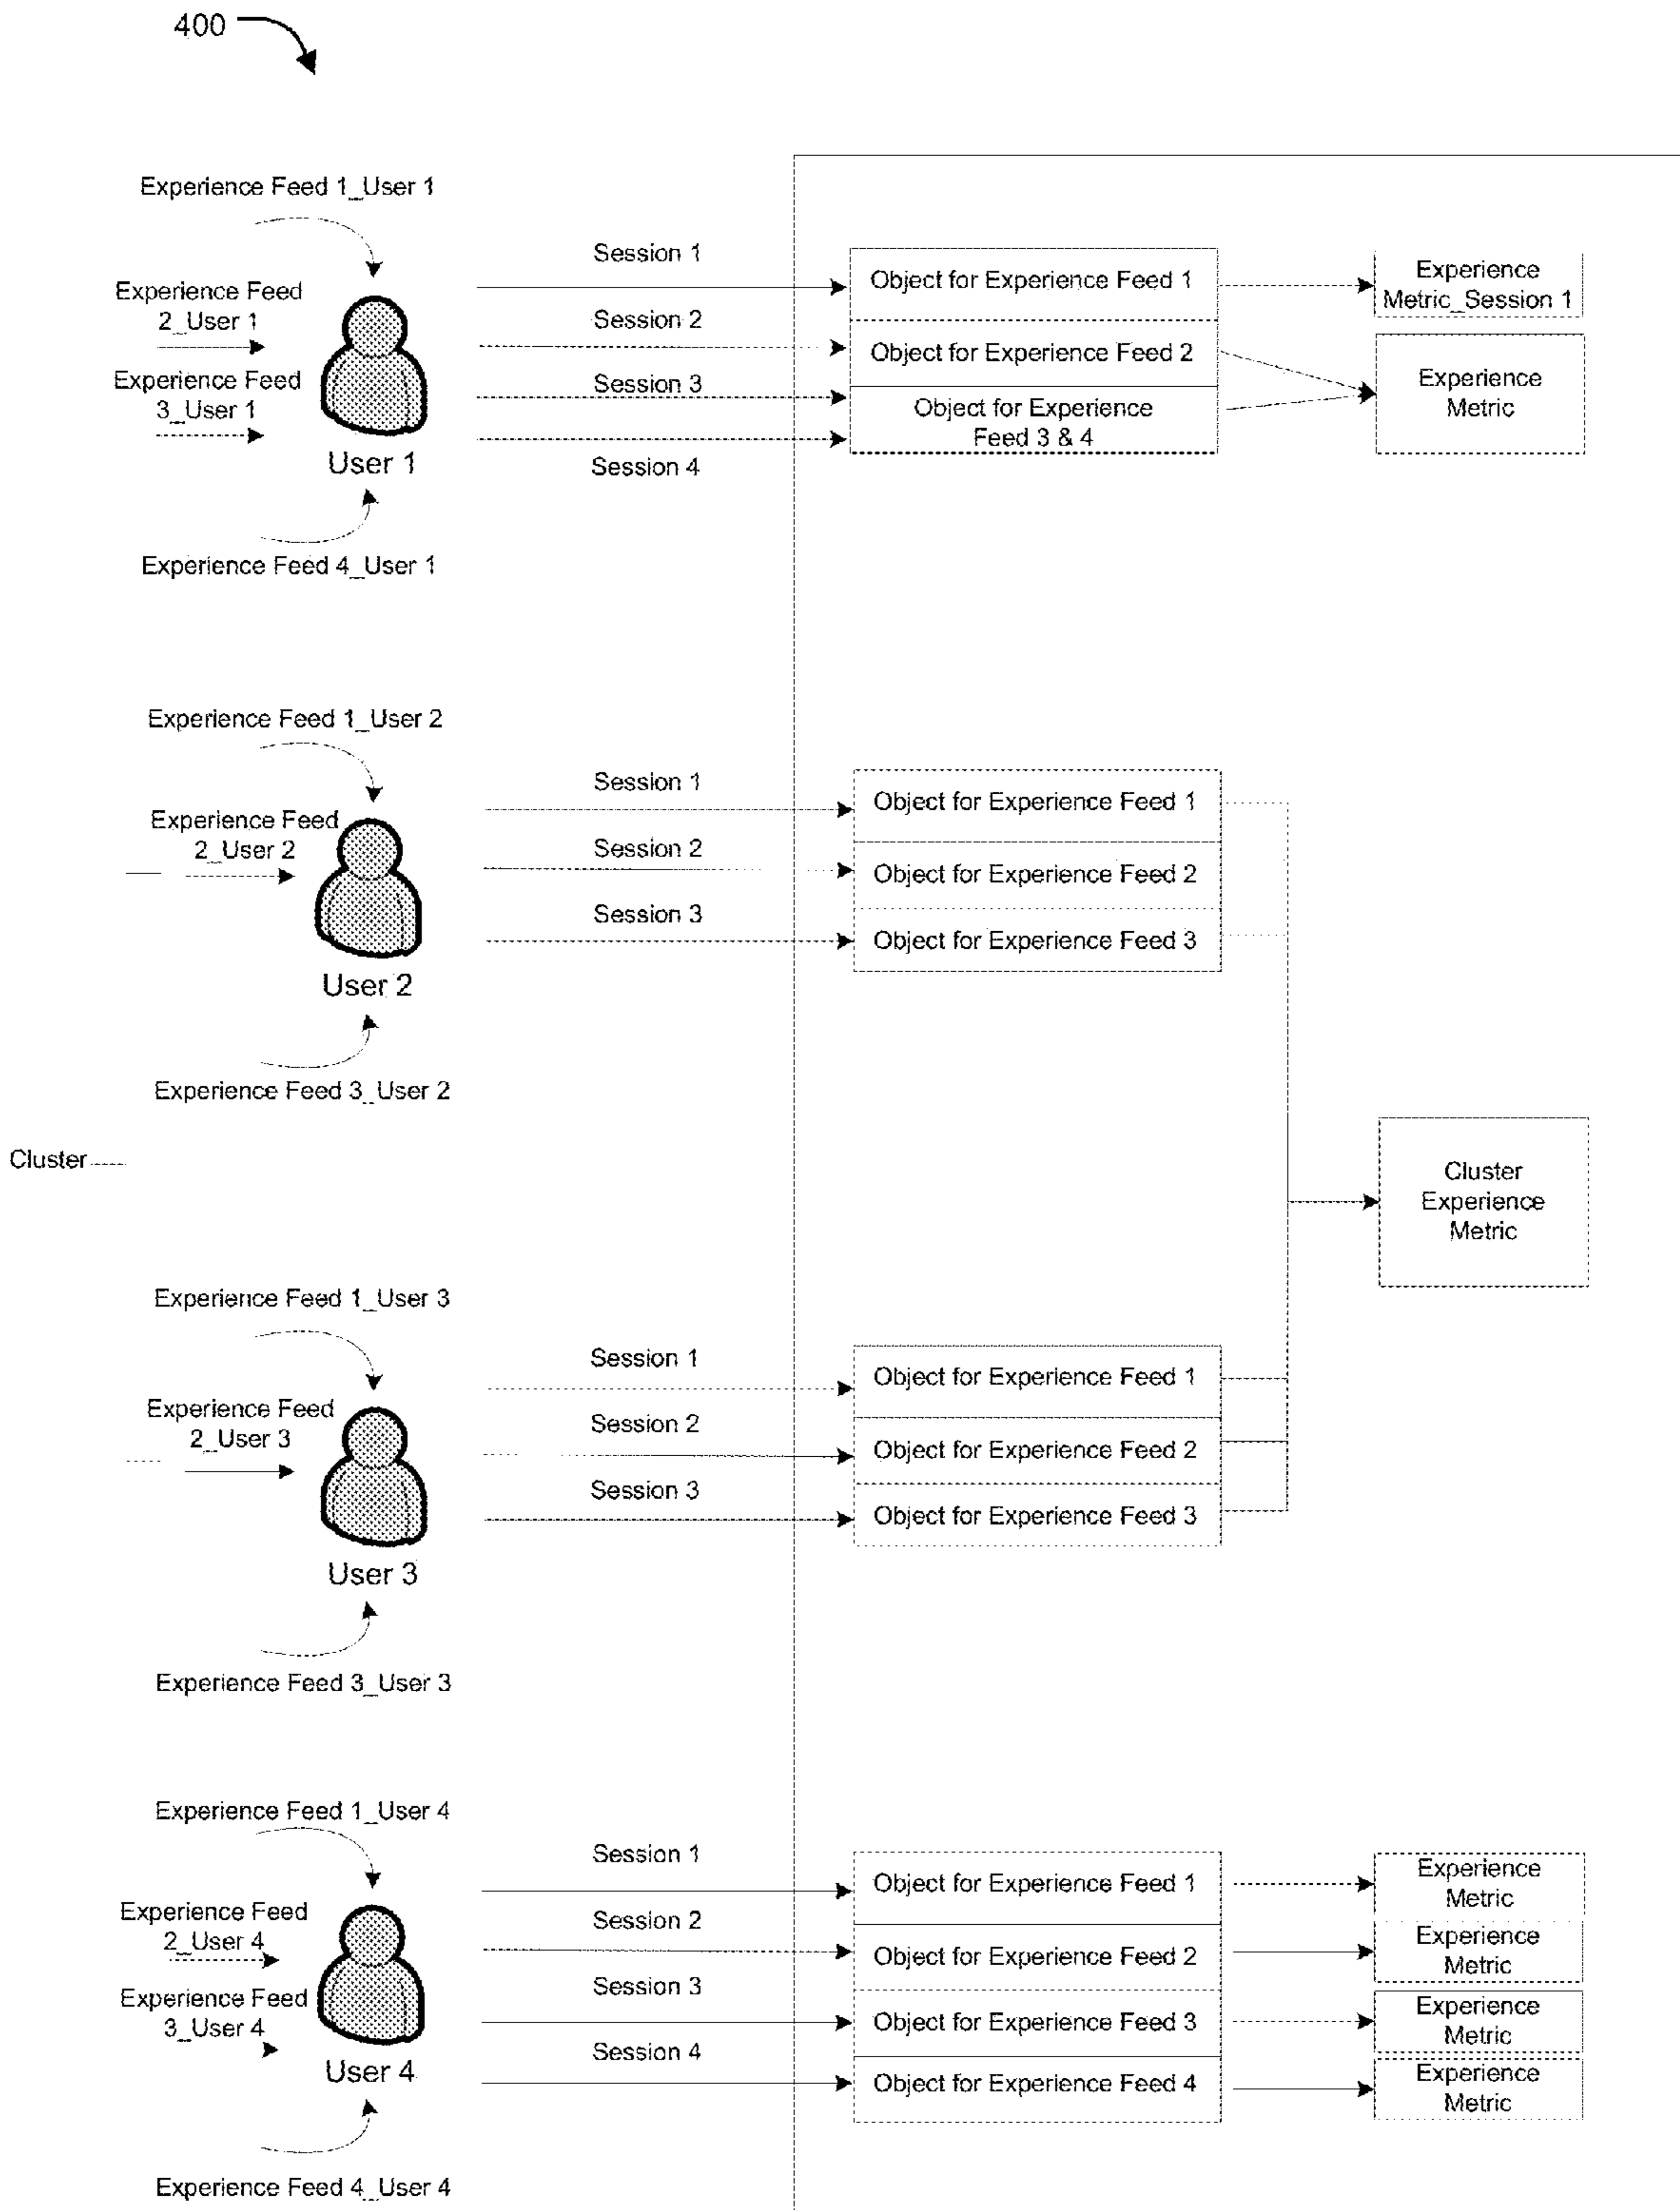 400
Experience Feed 1_User 1
Experience Feed
2_User 1
Experience Feed
3_User 1
User 1
Experience Feed 4_User 1
Session 1
Session 2
Session 3
Session 4
Object for Experience Feed 1
Object for Experience Feed 2
Object for Experience
Feed 3 & 4
Experience
Metric_Session 1
Experience
Metric
Experience Feed 1_User 2
Experience Feed
2_User 2
User 2
Experience Feed 3_User 2
Session 1
Session 2
Session 3
Object for Experience Feed 1
Object for Experience Feed 2
Object for Experience Feed 3
Cluster
Cluster
Experience
Metric
Experience Feed 1_User 3
Experience Feed
2_User 3
User 3
Experience Feed 3_User 3
Session 1
Session 2
Session 3
Object for Experience Feed 1
Object for Experience Feed 2
Object for Experience Feed 3
Experience Feed 1_User 4
Experience Feed
2_User 4
Experience Feed
3_User 4
User 4
Experience Feed 4_User 4
Session 1
Session 2
Session 3
Session 4
Object for Experience Feed 1
Object for Experience Feed 2
Object for Experience Feed 3
Object for Experience Feed 4
Experience
Metric
Experience
Metric
Experience
Metric
Experience
Metric